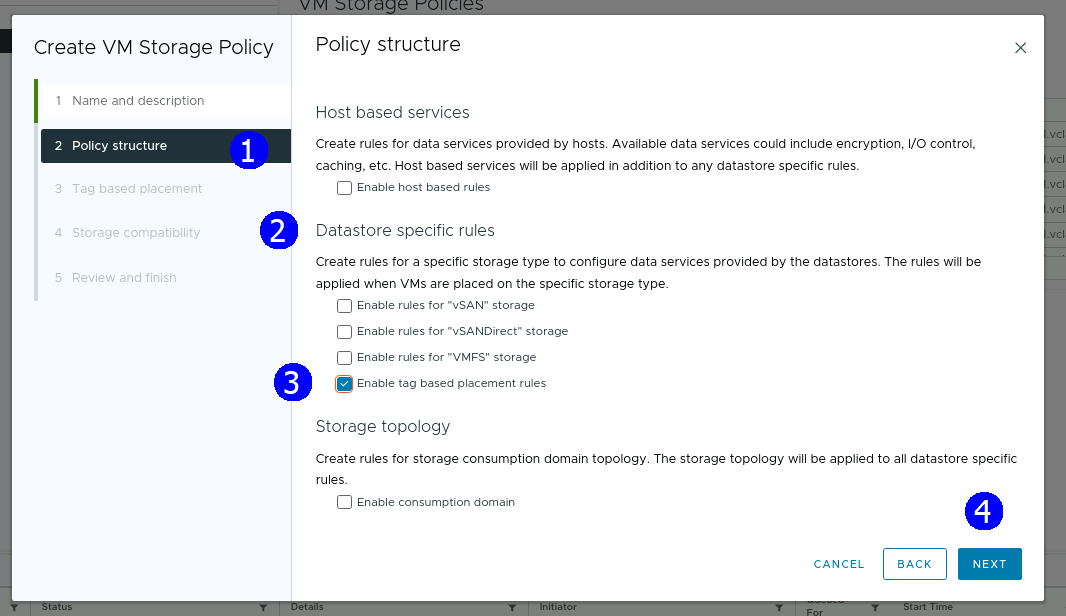 VM Storage Policies
Create VM Storage Policy
1 Name and description
2 Policy structure
1
3 Tag based placement
4 Storage compatibility
5 Review and finish
Policy structure
Host based services
Create rules for data services provided by hosts. Available data services could include encryption, I/O control,
caching, etc. Host based services will be applied in addition to any datastore specific rules.
Enable host based rules
2
Datastore specific rules
Create rules for a specific storage type to configure data services provided by the datastores. The rules will be
applied when VMs are placed on the specific storage type.
Enable rules for "vSAN" storage
Enable rules for "vSANDirect" storage
Enable rules for "VMFS" storage
3
Enable tag based placement rules
Storage topology
Create rules for storage consumption domain topology. The storage topology will be applied to all datastore specific
rules.
Enable consumption domain
4
CANCEL
BACK
NEXT
l.vcl
l.vcl
l.vcl
l.vcl
l.vcl
Status
Details
Initiator
Queued
For
Start Time